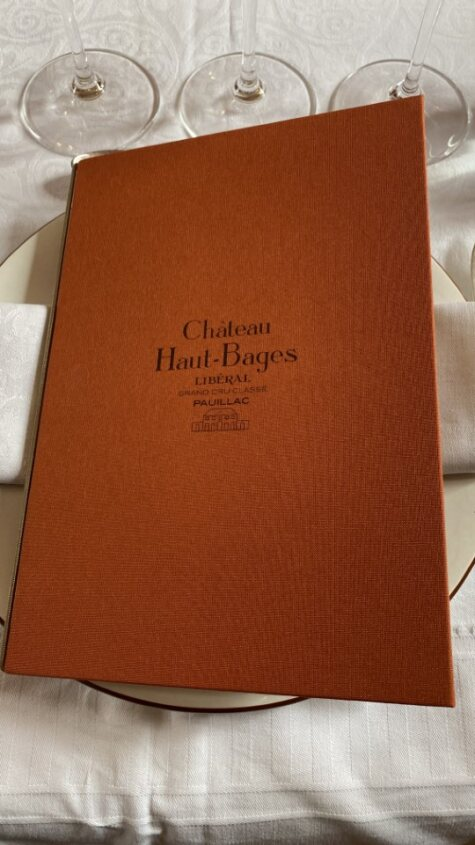 Château
Haut-Bages
LIBÉRAL
GRAND CRU CLASSÉ
PAUILLAC